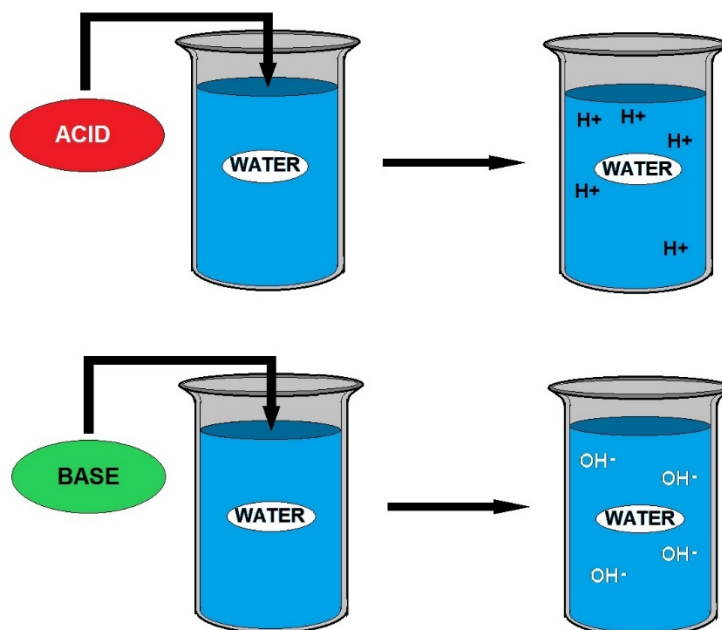 ACID
WATER
H+ H+
H+
WATER
H+
H+
BASE
WATER
OH-
OH-
WATER
OH-
OH-